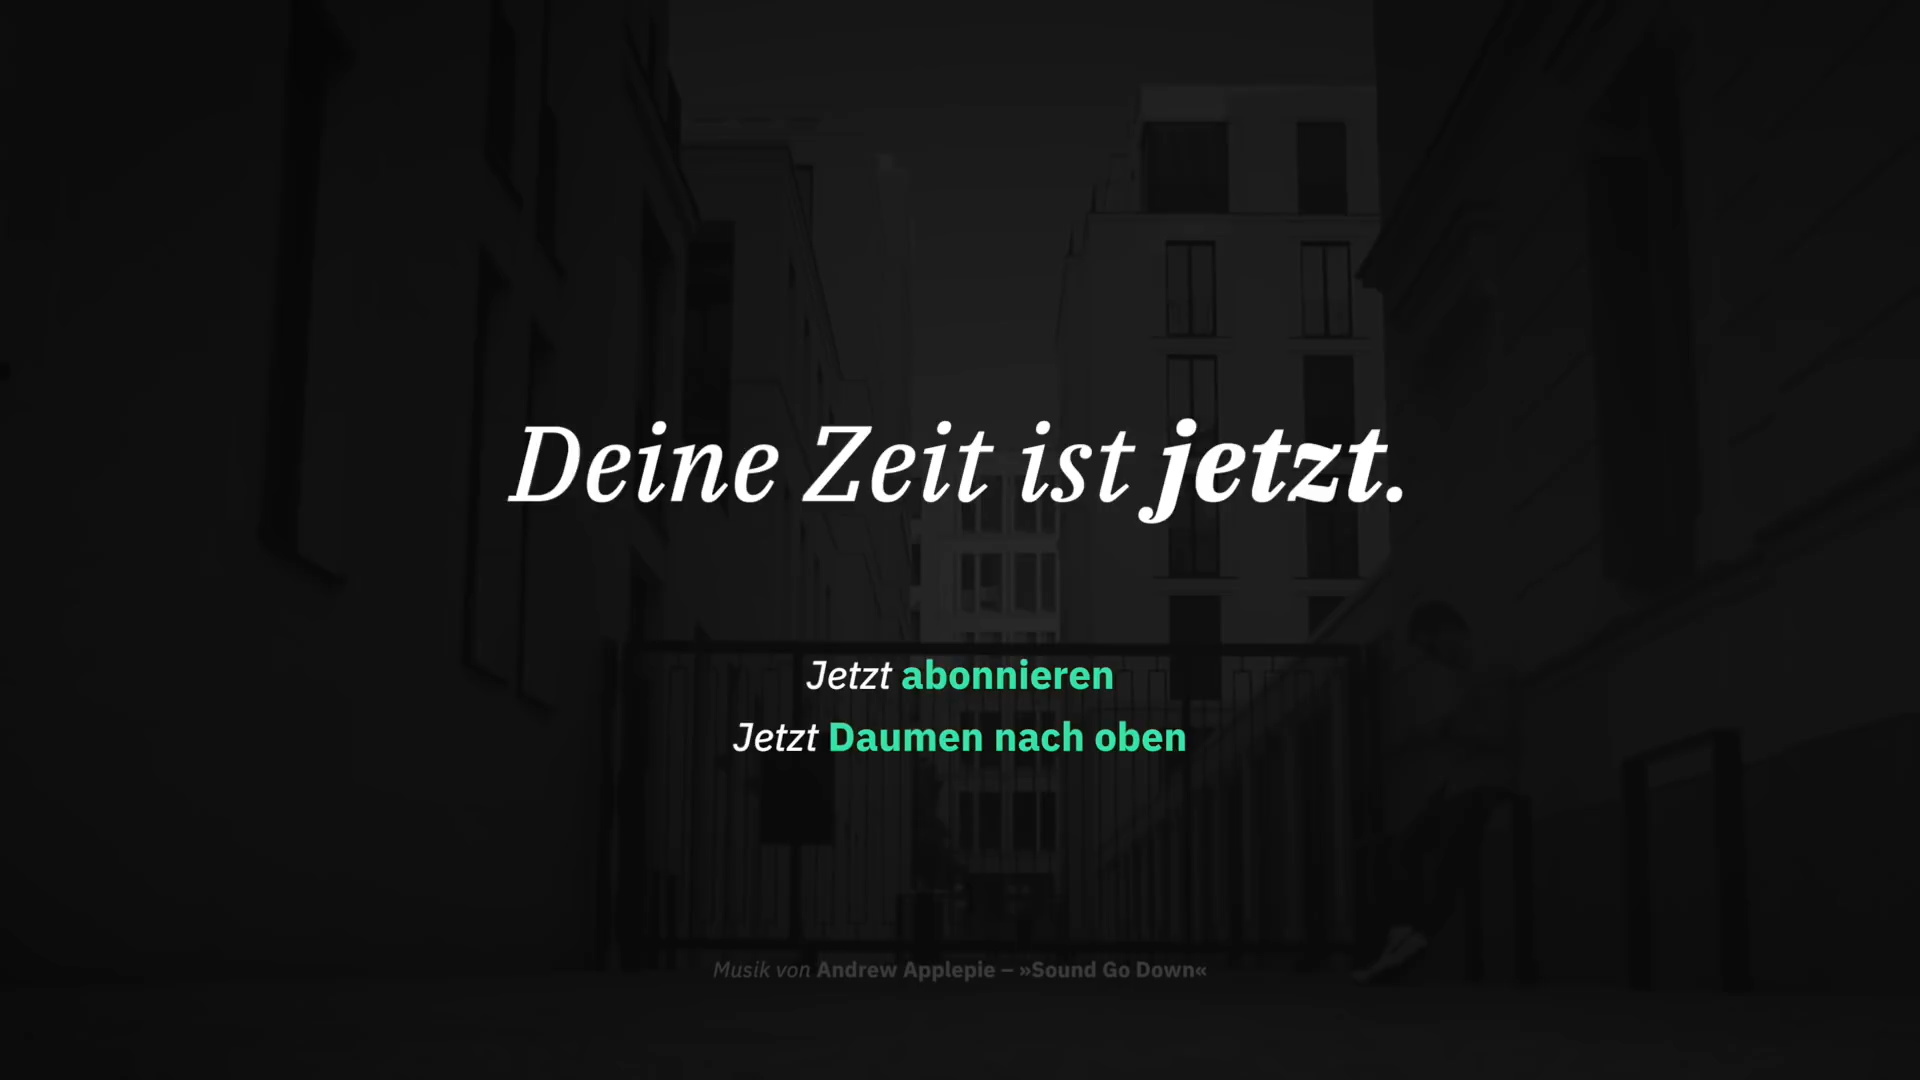 Deine Zeit ist jetzt.
Jetzt abonnieren
Jetzt Daumen nach oben
Musik von Andrew Applepie – »Sound Go Down«